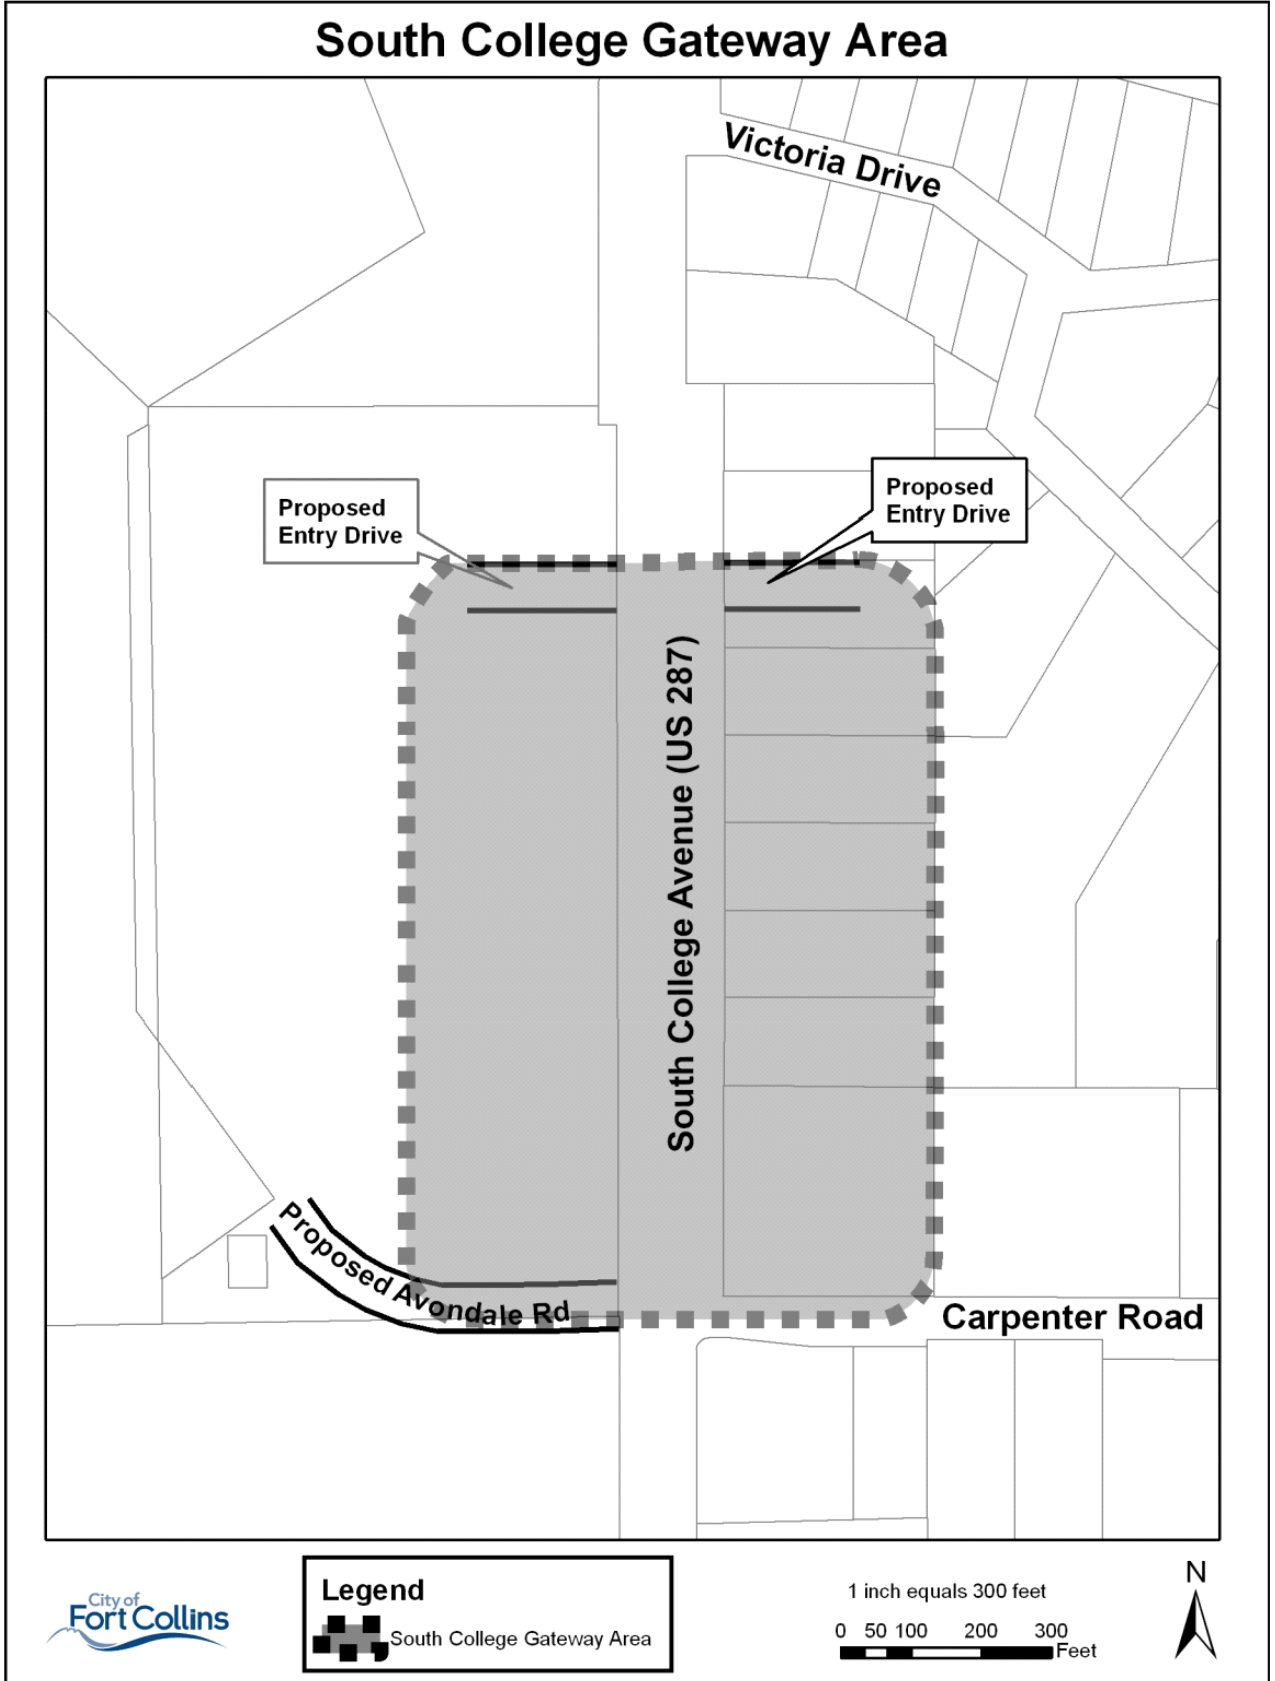 South College Gateway Area
Victoria Drive
Proposed
Entry Drive
Proposed
Entry Drive
South College Avenue (US 287)
Proposed Avondale Rd
Carpenter Road
City of
Fort Collins
Legend
South College Gateway Area
1 inch equals 300 feet
0 50 100 200 300
Feet
N